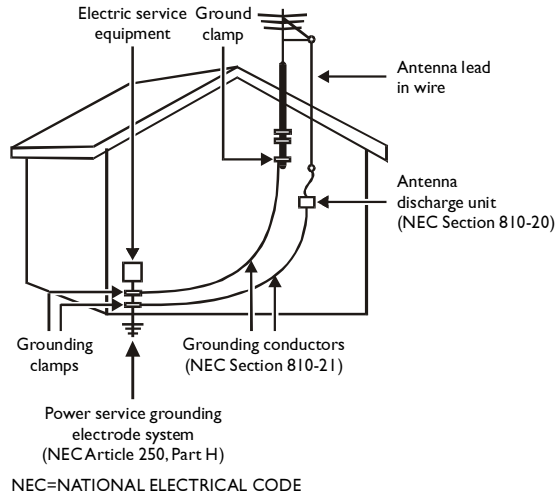 Electric service
equipment
Ground
clamp
Antenna lead
in wire
Antenna
discharge unit
(NEC Section 810-20)
Grounding
clamps
Grounding conductors
(NEC Section 810-21)
Power service grounding
electrode system
(NEC Article 250, Part H)
NEC=NATIONAL ELECTRICAL CODE